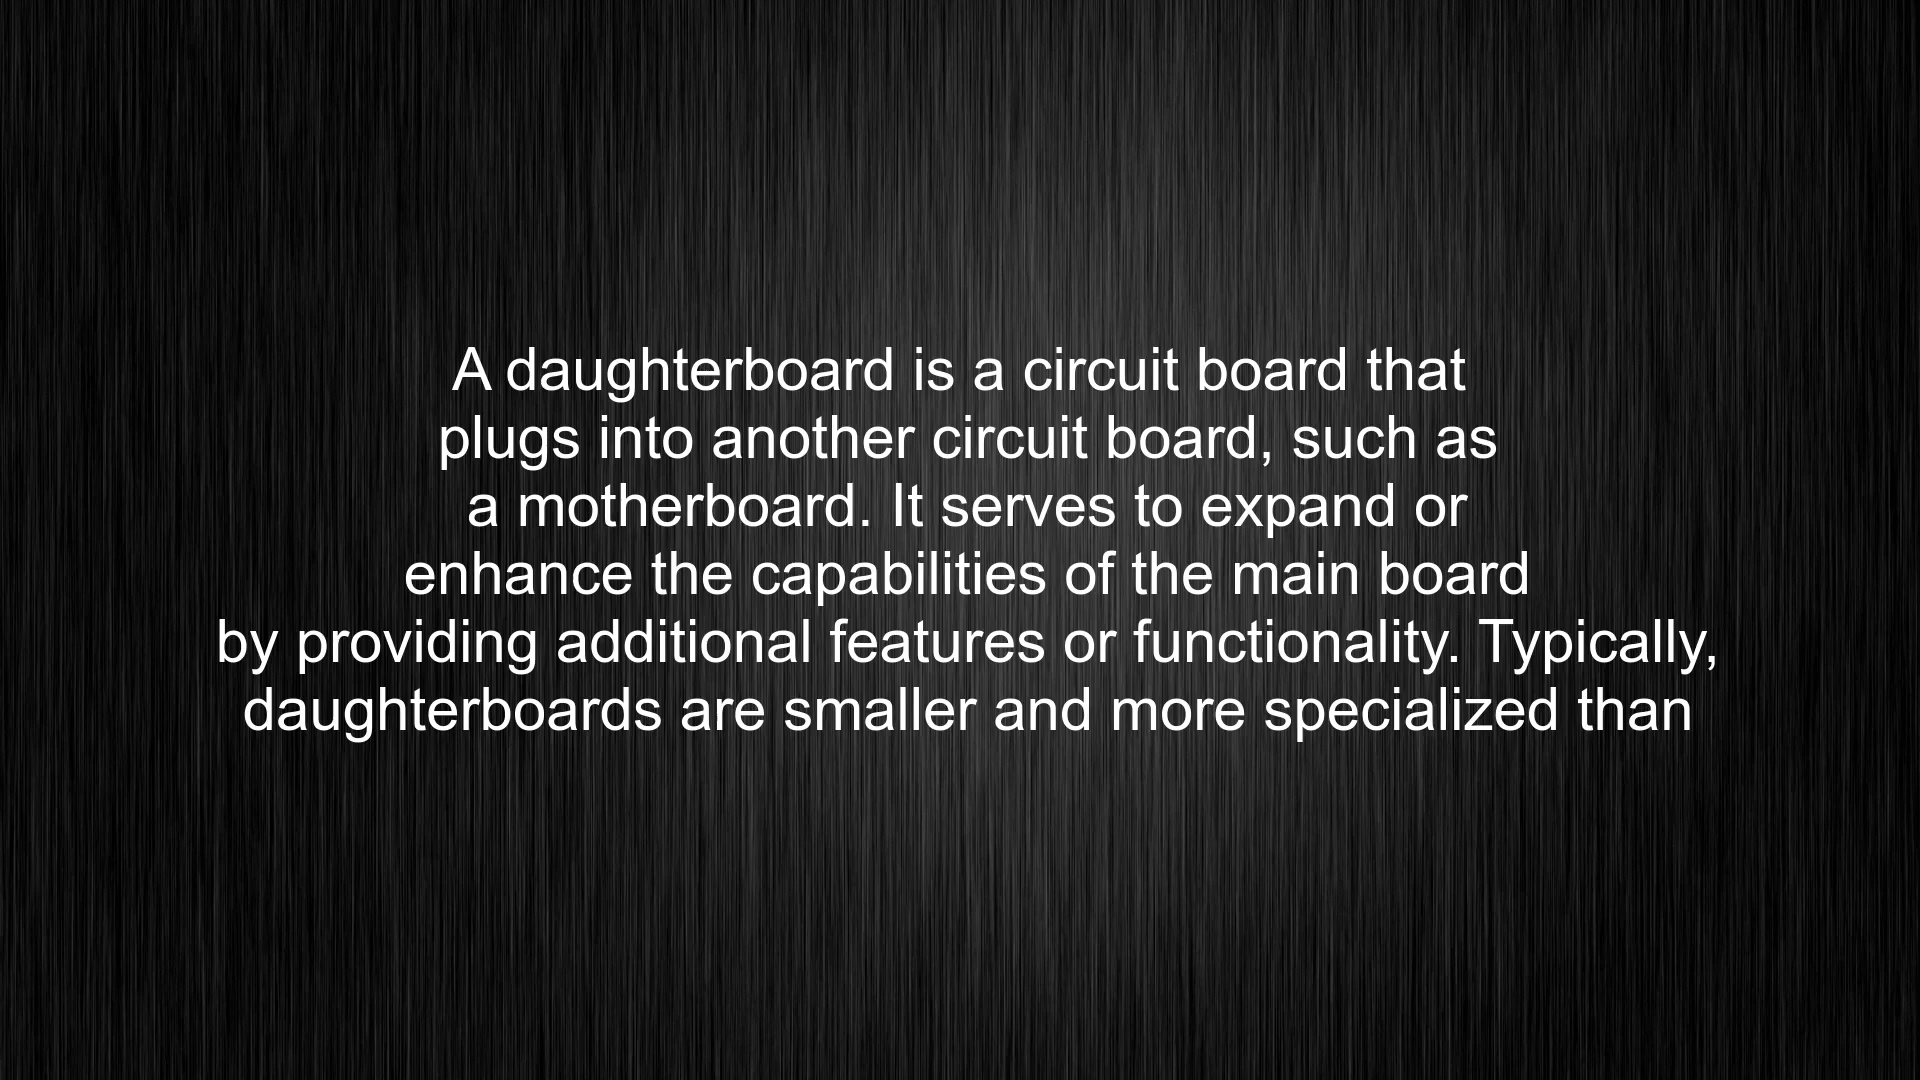 A daughterboard is a circuit board that
plugs into another circuit board, such as
a motherboard. It serves to expand or
enhance the capabilities of the main board
by providing additional features or functionality. Typically,
daughterboards are smaller and more specialized than